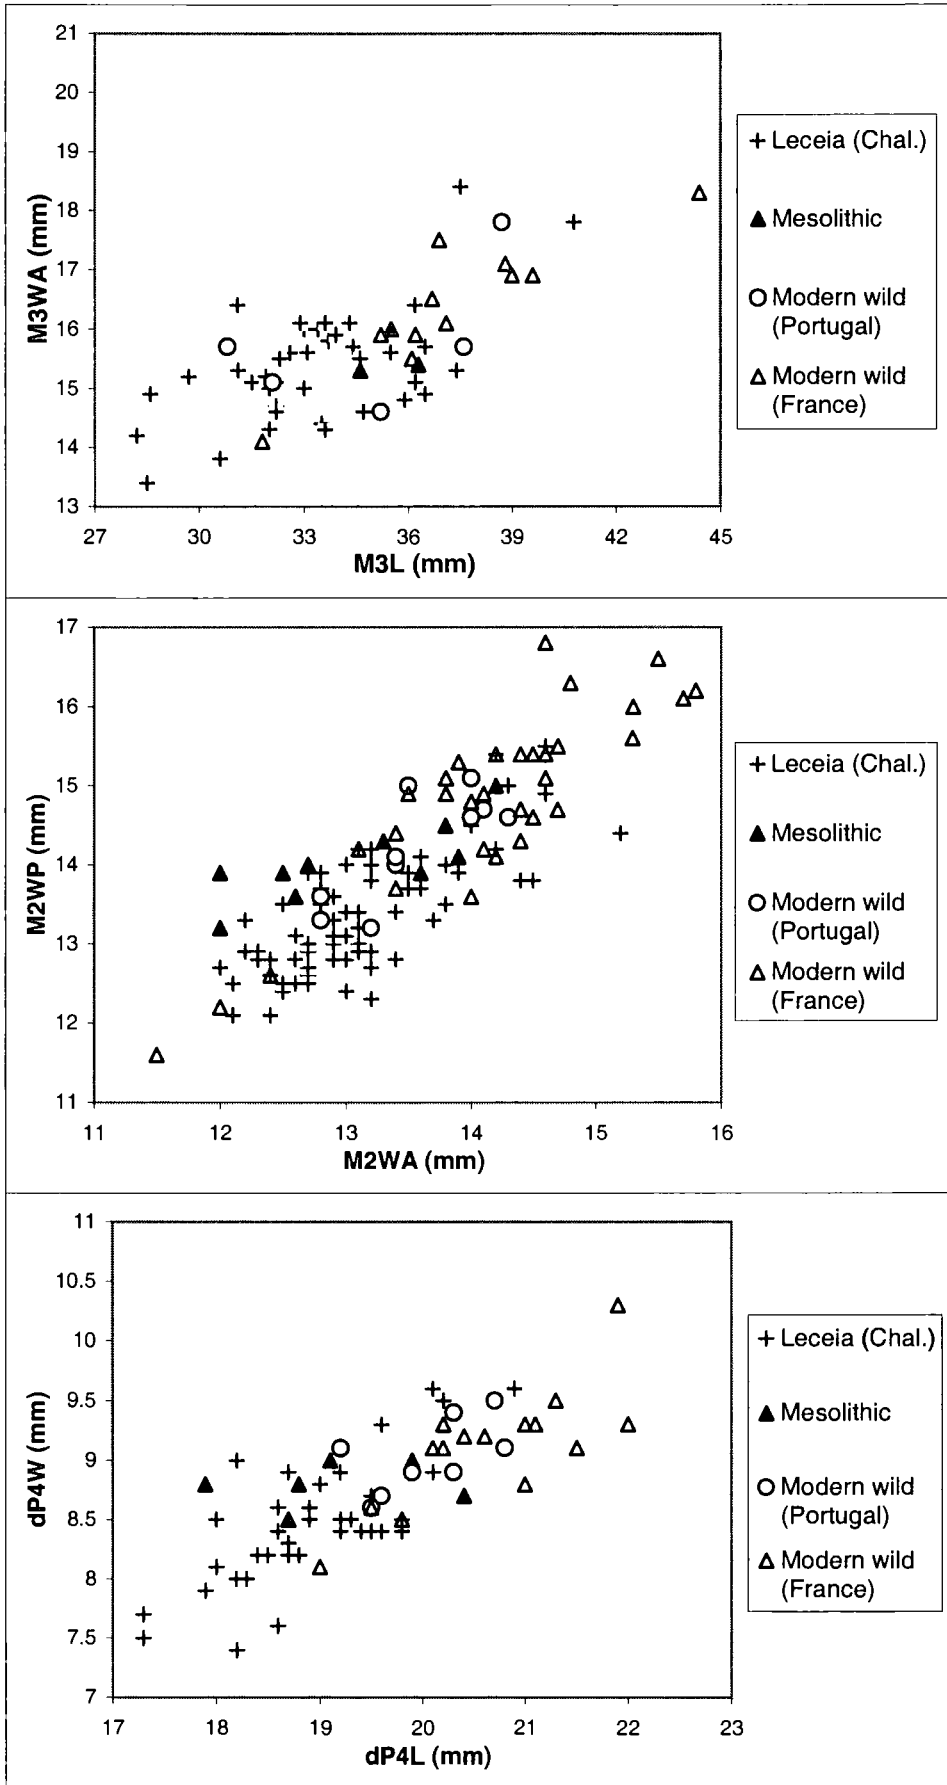 21
20
19
18
17
16
15
14
13
M3WA (mm)
27 30 33 36 39 42 45
M3L (mm)
Leceia (Chal.)
Mesolithic
Modern wild
(Portugal)
Modern wild
(France)
17
16
15
14
13
12
11
M2WP (mm)
11 12 13 14 15 16
M2WA (mm)
Leceia (Chal.)
Mesolithic
Modern wild
(Portugal)
Modern wild
(France)
11
10.5
10
9.5
9
8.5
8
7.5
7
dP4W (mm)
17 18 19 20 21 22 23
dP4L (mm)
Leceia (Chal.)
Mesolithic
Modern wild
(Portugal)
Modern wild
(France)